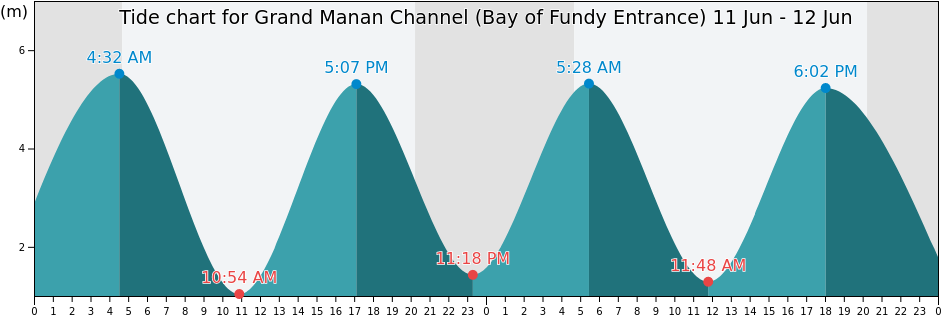 (m)
Tide chart for Grand Manan Channel (Bay of Fundy Entrance) 11 Jun - 12 Jun
6
4
2
4:32 AM
5:07 PM
5:28 AM
6:02 PM
10:54 AM
11:18 PM
11:48 AM
0 1 2 3 4 5 6 7 8 9 10 11 12 13 14 15 16 17 18 19 20 21 22 23 0 1 2 3 4 5 6 7 8 9 10 11 12 13 14 15 16 17 18 19 20 21 22 23 0